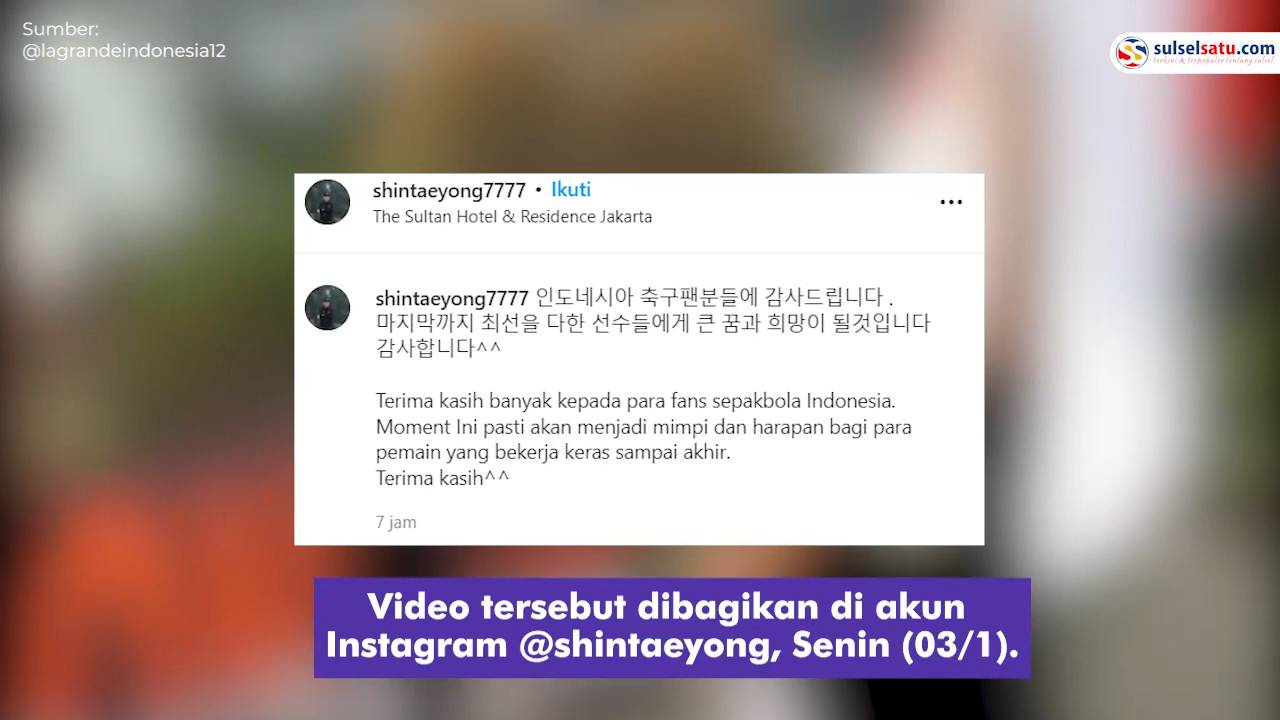 Sumber:
@lagrandeindonesia12
sulselsatu.com
terkini & terpopuler tentang sulsel
shintaeyong7777 • Ikuti
The Sultan Hotel & Residence Jakarta
shintaeyong7777 인도네시아 축구팬분들에 감사드립니다 .
마지막까지 최선을 다한 선수들에게 큰 꿈과 희망이 될것입니다
감사합니다^^
Terima kasih banyak kepada para fans sepakbola Indonesia.
Moment Ini pasti akan menjadi mimpi dan harapan bagi para
pemain yang bekerja keras sampai akhir.
Terima kasih^^
7 jam
Video tersebut dibagikan di akun
Instagram @shintaeyong, Senin (03/1).